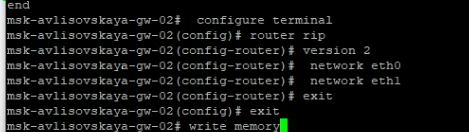 end
msk-avlisovskaya-gw-02#  configure terminal
msk-avlisovskaya-gw-02(config)# router rip
msk-avlisovskaya-gw-02(config-router)# version 2
msk-avlisovskaya-gw-02(config-router)#  network eth0
msk-avlisovskaya-gw-02(config-router)#  network eth1
msk-avlisovskaya-gw-02(config-router)# exit
msk-avlisovskaya-gw-02(config)# exit
msk-avlisovskaya-gw-02# write memory